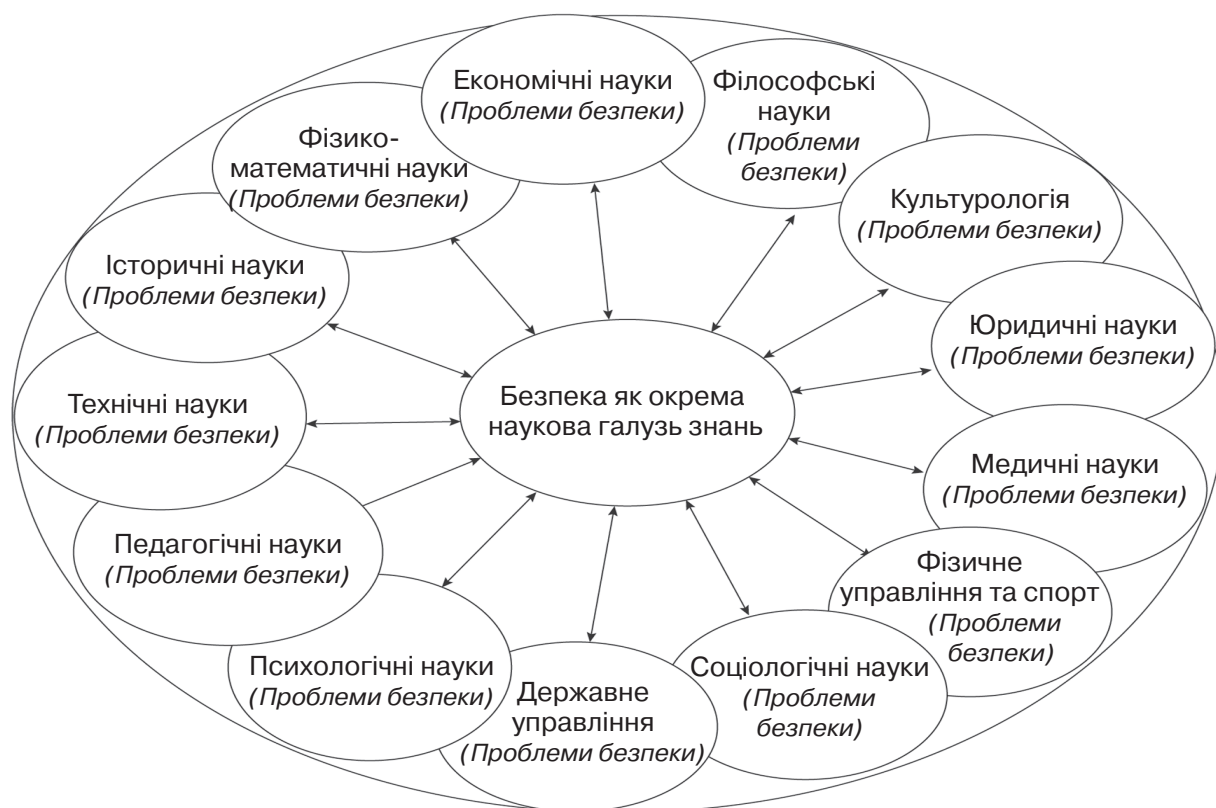 Економічні науки
(Проблеми безпеки)
Філософські
науки
(Проблеми
безпеки)
Фізико-
математичні науки
(Проблеми безпеки)
Культурологія
(Проблеми безпеки)
Історичні науки
(Проблеми безпеки)
Юридичні науки
(Проблеми безпеки)
Безпека як окрема
наукова галузь знань
Технічні науки
(Проблеми безпеки)
Медичні науки
(Проблеми безпеки)
Педагогічні науки
(Проблеми безпеки)
Фізичне
управління та спорт
(Проблеми
безпеки)
Психологічні науки
(Проблеми безпеки)
Державне
управління
(Проблеми безпеки)
Соціологічні науки
(Проблеми
безпеки)